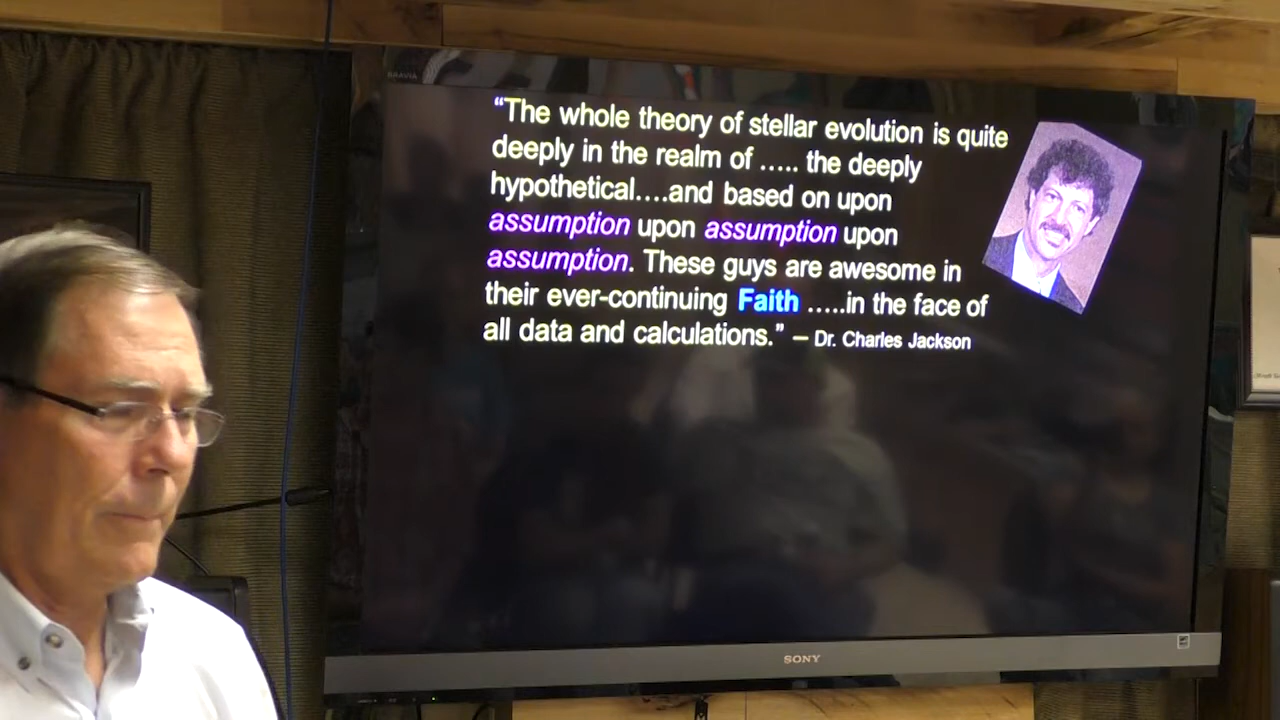 BRAVIA
“The whole theory of stellar evolution is quite
deeply in the realm of ..... the deeply
hypothetical....and based on upon
assumption upon assumption upon
assumption. These guys are awesome in
their ever-continuing Faith .....in the face of
all data and calculations.” – Dr. Charles Jackson
SONY